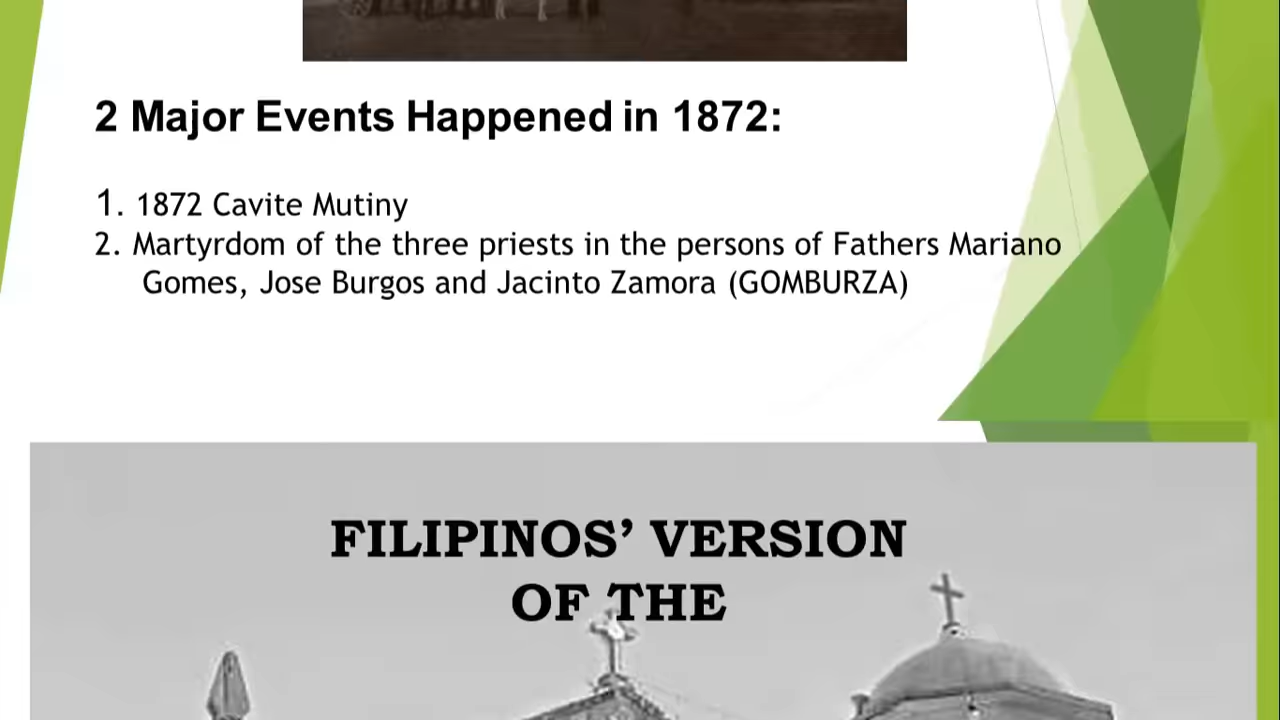 2 Major Events Happened in 1872:
1. 1872 Cavite Mutiny
2. Martyrdom of the three priests in the persons of Fathers Mariano
Gomes, Jose Burgos and Jacinto Zamora (GOMBURZA)
FILIPINOS’ VERSION
OF THE